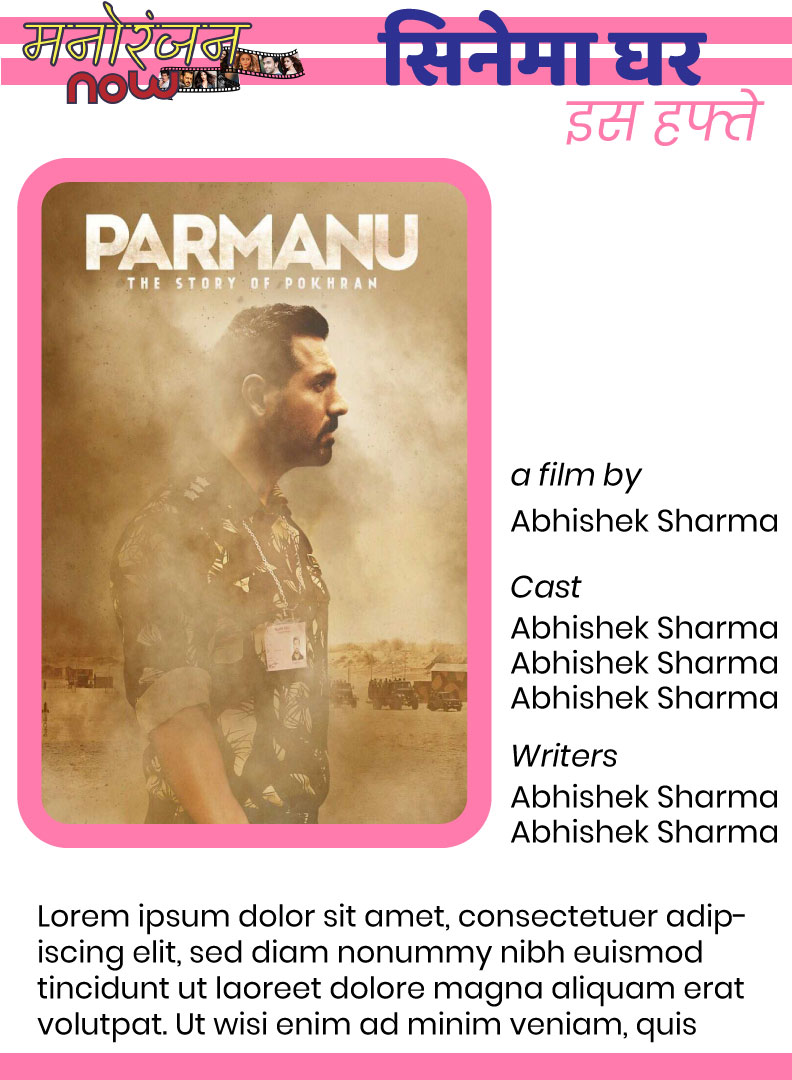 मनोरंजन
now
सिनेमा घर
इस हफ्ते
PARMANU
THE STORY OF POKHRAN
a film by
Abhishek Sharma
Cast
Abhishek Sharma
Abhishek Sharma
Abhishek Sharma
Writers
Abhishek Sharma
Abhishek Sharma
Lorem ipsum dolor sit amet, consectetuer adip-
iscing elit, sed diam nonummy nibh euismod
tincidunt ut laoreet dolore magna aliquam erat
volutpat. Ut wisi enim ad minim veniam, quis